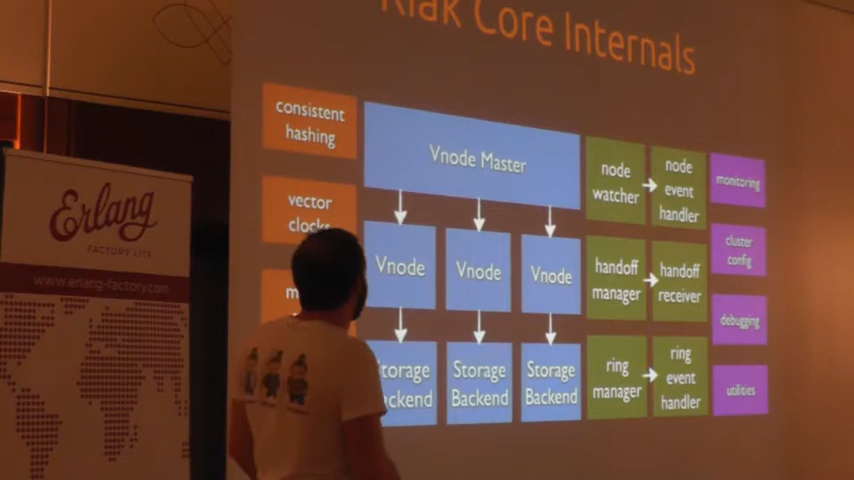 Riak Core Internals
consistent
hashing
vector
clocks
Vnode Master
Vnode
Vnode
Vnode
Storage
Backend
Storage
Backend
Storage
Backend
node
watcher
node
event
handler
handoff
manager
handoff
receiver
ring
manager
ring
event
handler
monitoring
cluster
config
debugging
utilities
Erlang
FACTORY LITE
www.erlang-factory.com